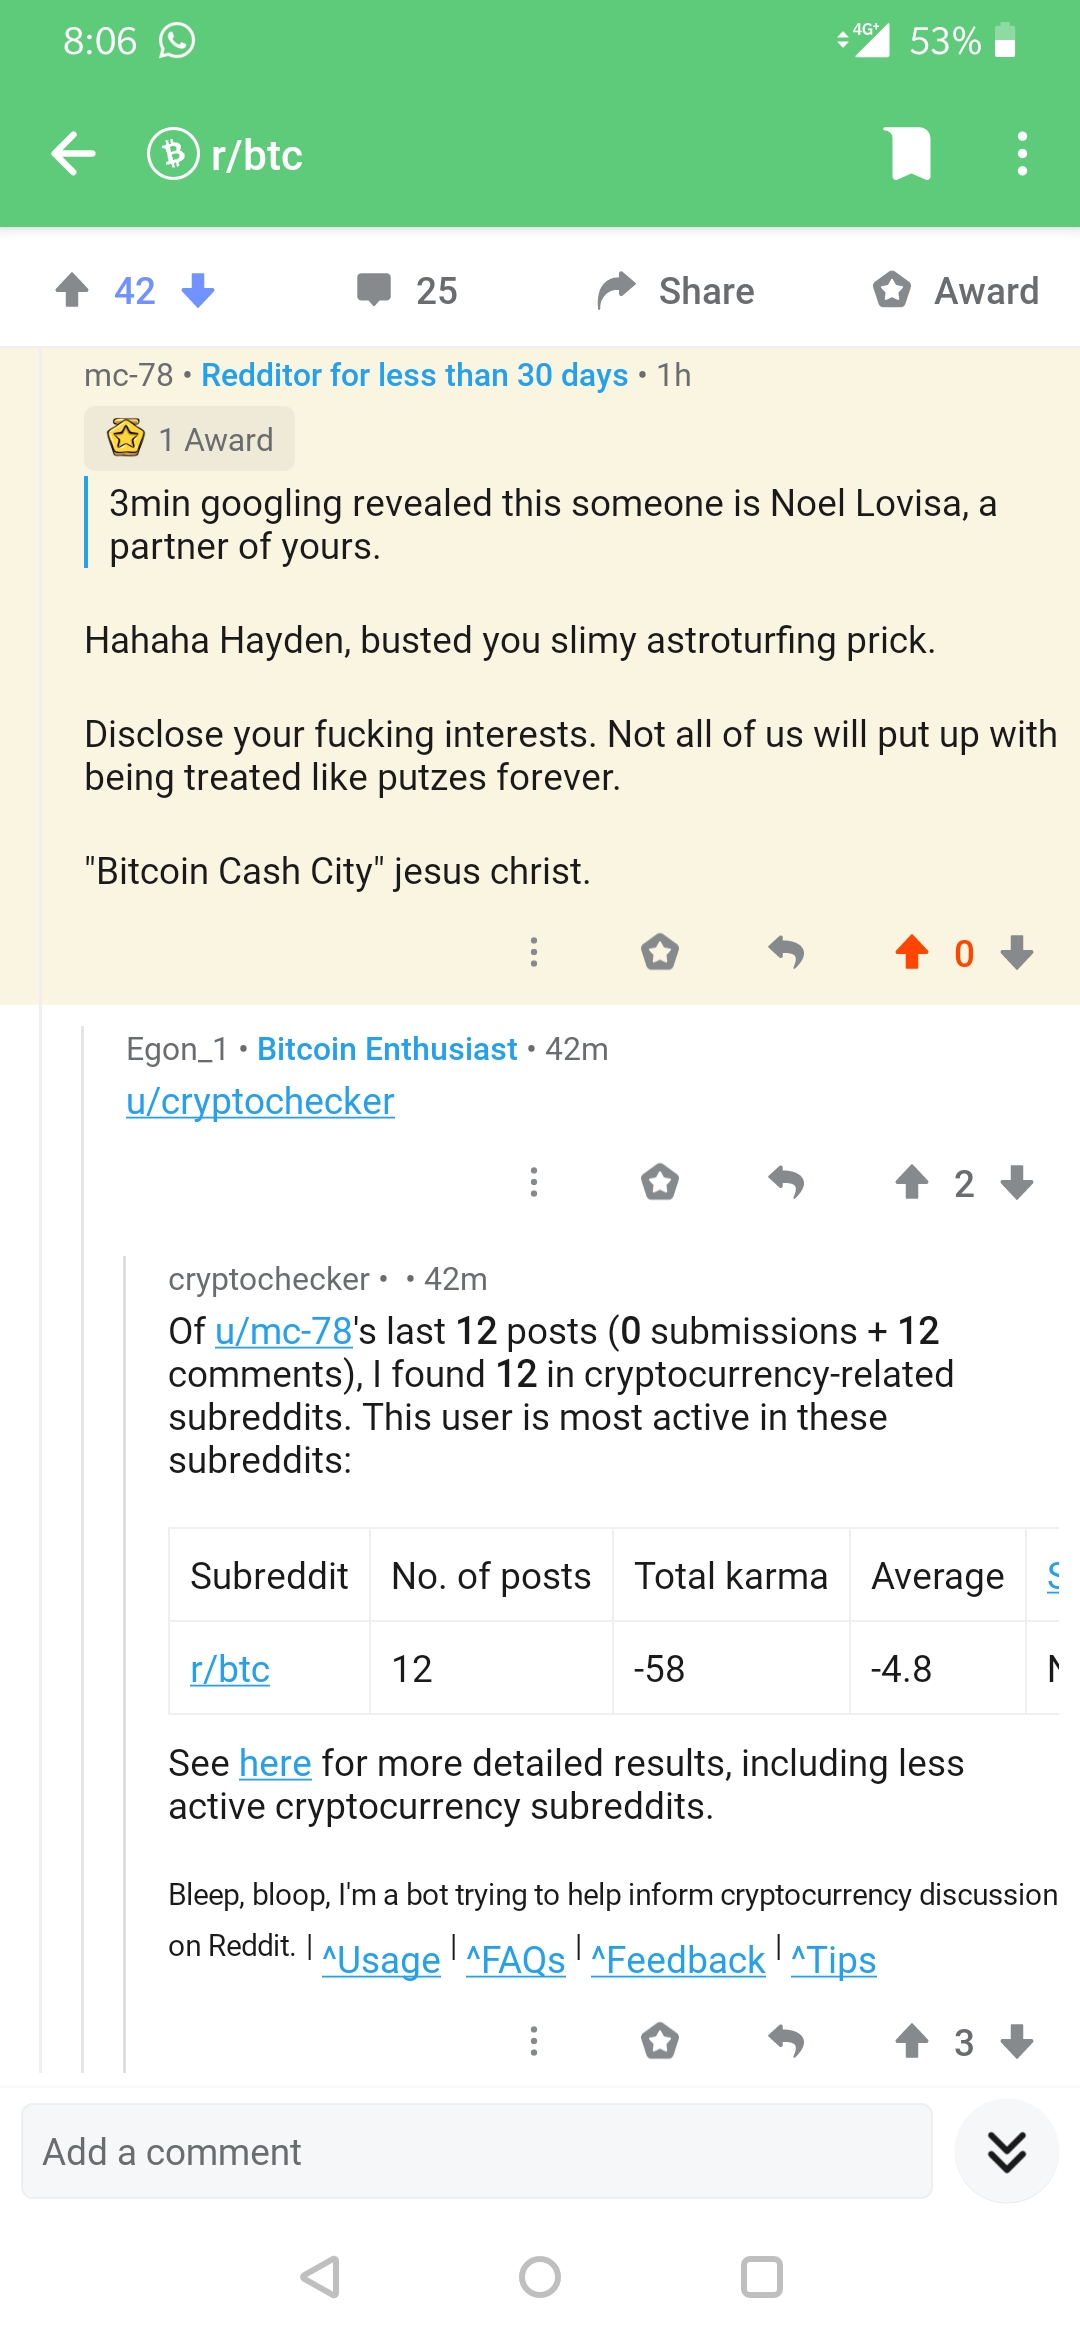 8:06 4G+ 53%
r/btc
42 25 Share Award
mc-78 • Redditor for less than 30 days • 1h
1 Award
3min googling revealed this someone is Noel Lovisa, a
partner of yours.
Hahaha Hayden, busted you slimy astroturfing prick.
Disclose your fucking interests. Not all of us will put up with
being treated like putzes forever.
"Bitcoin Cash City" jesus christ.
0
Egon_1 • Bitcoin Enthusiast • 42m
u/cryptochecker
2
cryptochecker • • 42m
Of u/mc-78's last 12 posts (0 submissions + 12
comments), I found 12 in cryptocurrency-related
subreddits. This user is most active in these
subreddits:
Subreddit No. of posts Total karma Average
r/btc 12 -58 -4.8
See here for more detailed results, including less
active cryptocurrency subreddits.
Bleep, bloop, I'm a bot trying to help inform cryptocurrency discussion
on Reddit. | ^Usage | ^FAQs | ^Feedback | ^Tips
3
Add a comment